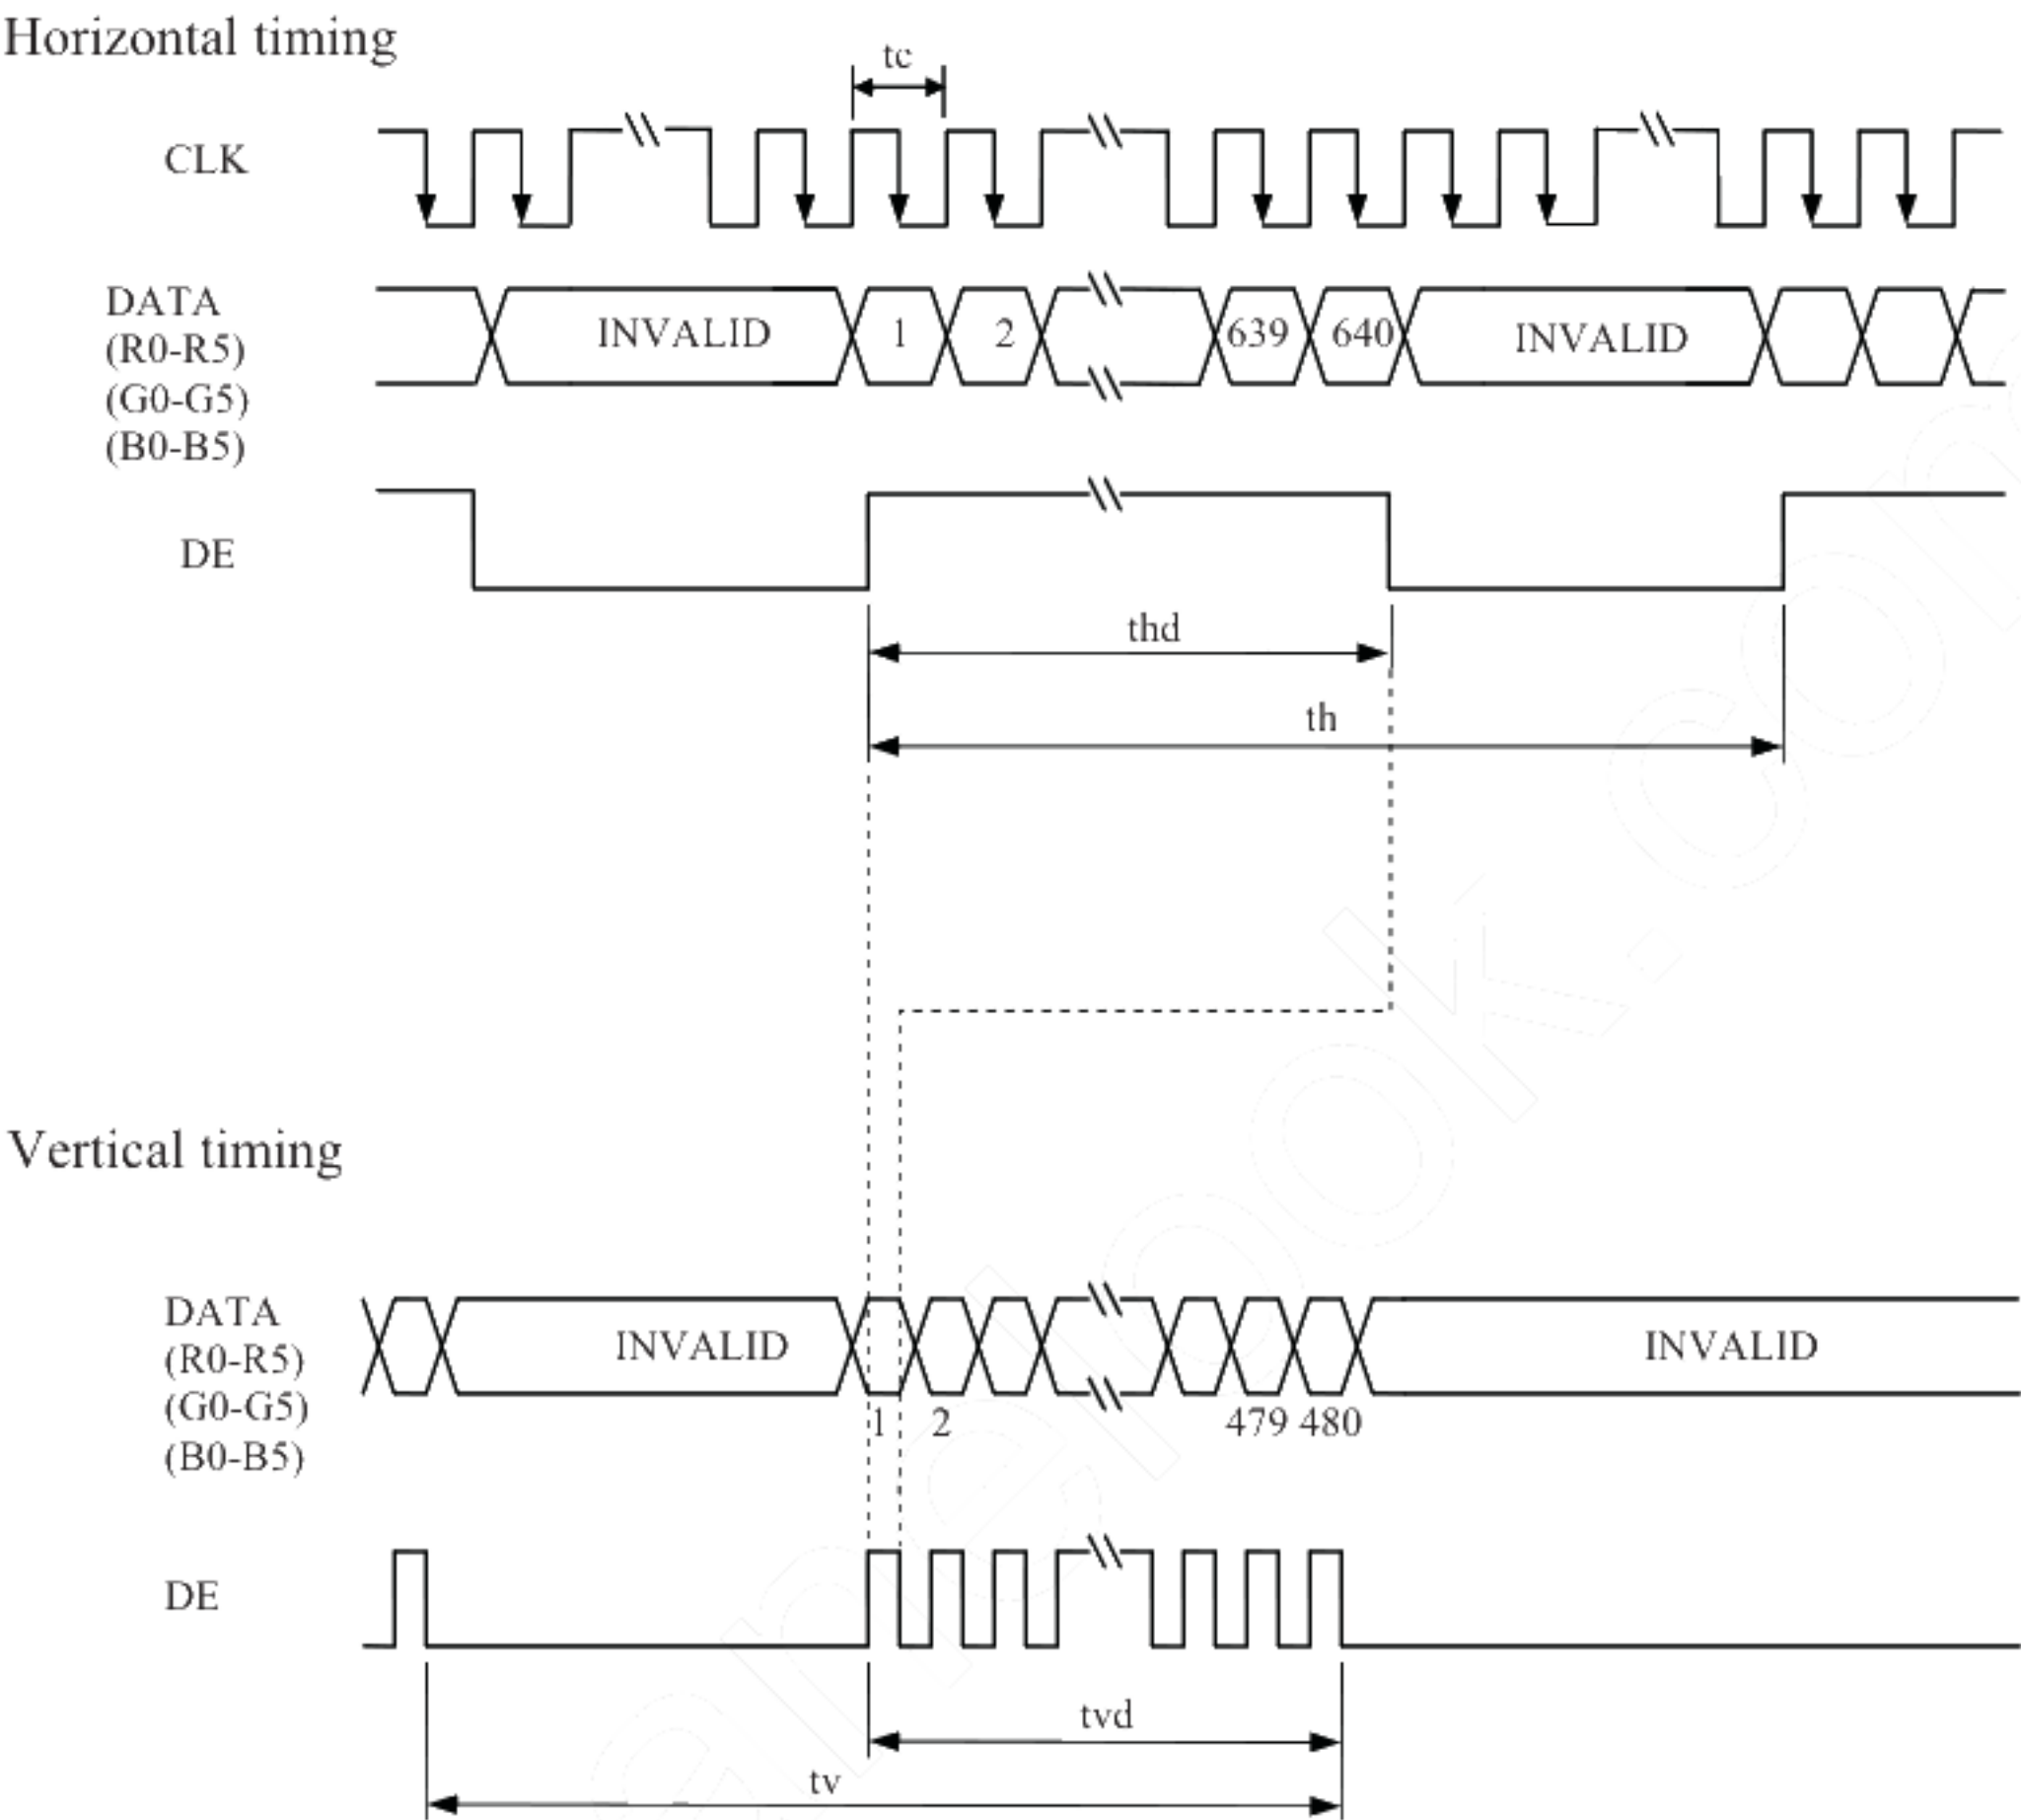 Horizontal timing
tc
CLK
DATA
(R0-R5)
(G0-G5)
(B0-B5)
INVALID
1
2
639
640
INVALID
DE
thd
th
Vertical timing
DATA
(R0-R5)
(G0-G5)
(B0-B5)
INVALID
INVALID
1
2
479
480
DE
tvd
tv